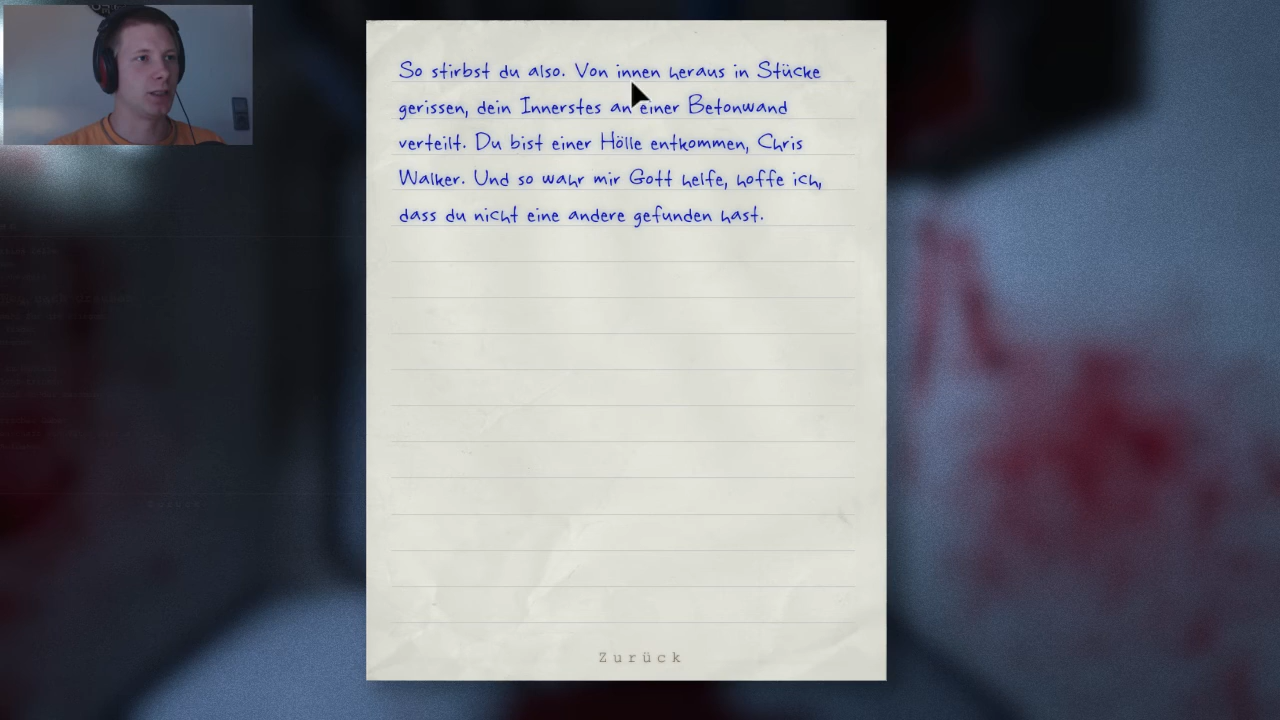 So stirbst du also. Von innen heraus in Stücke
gerissen, dein Innerstes an einer Betonwand
verteilt. Du bist einer Hölle entkommen, Chris
Walker. Und so wahr mir Gott helfe, hoffe ich,
dass du nicht eine andere gefunden hast.
Zurück